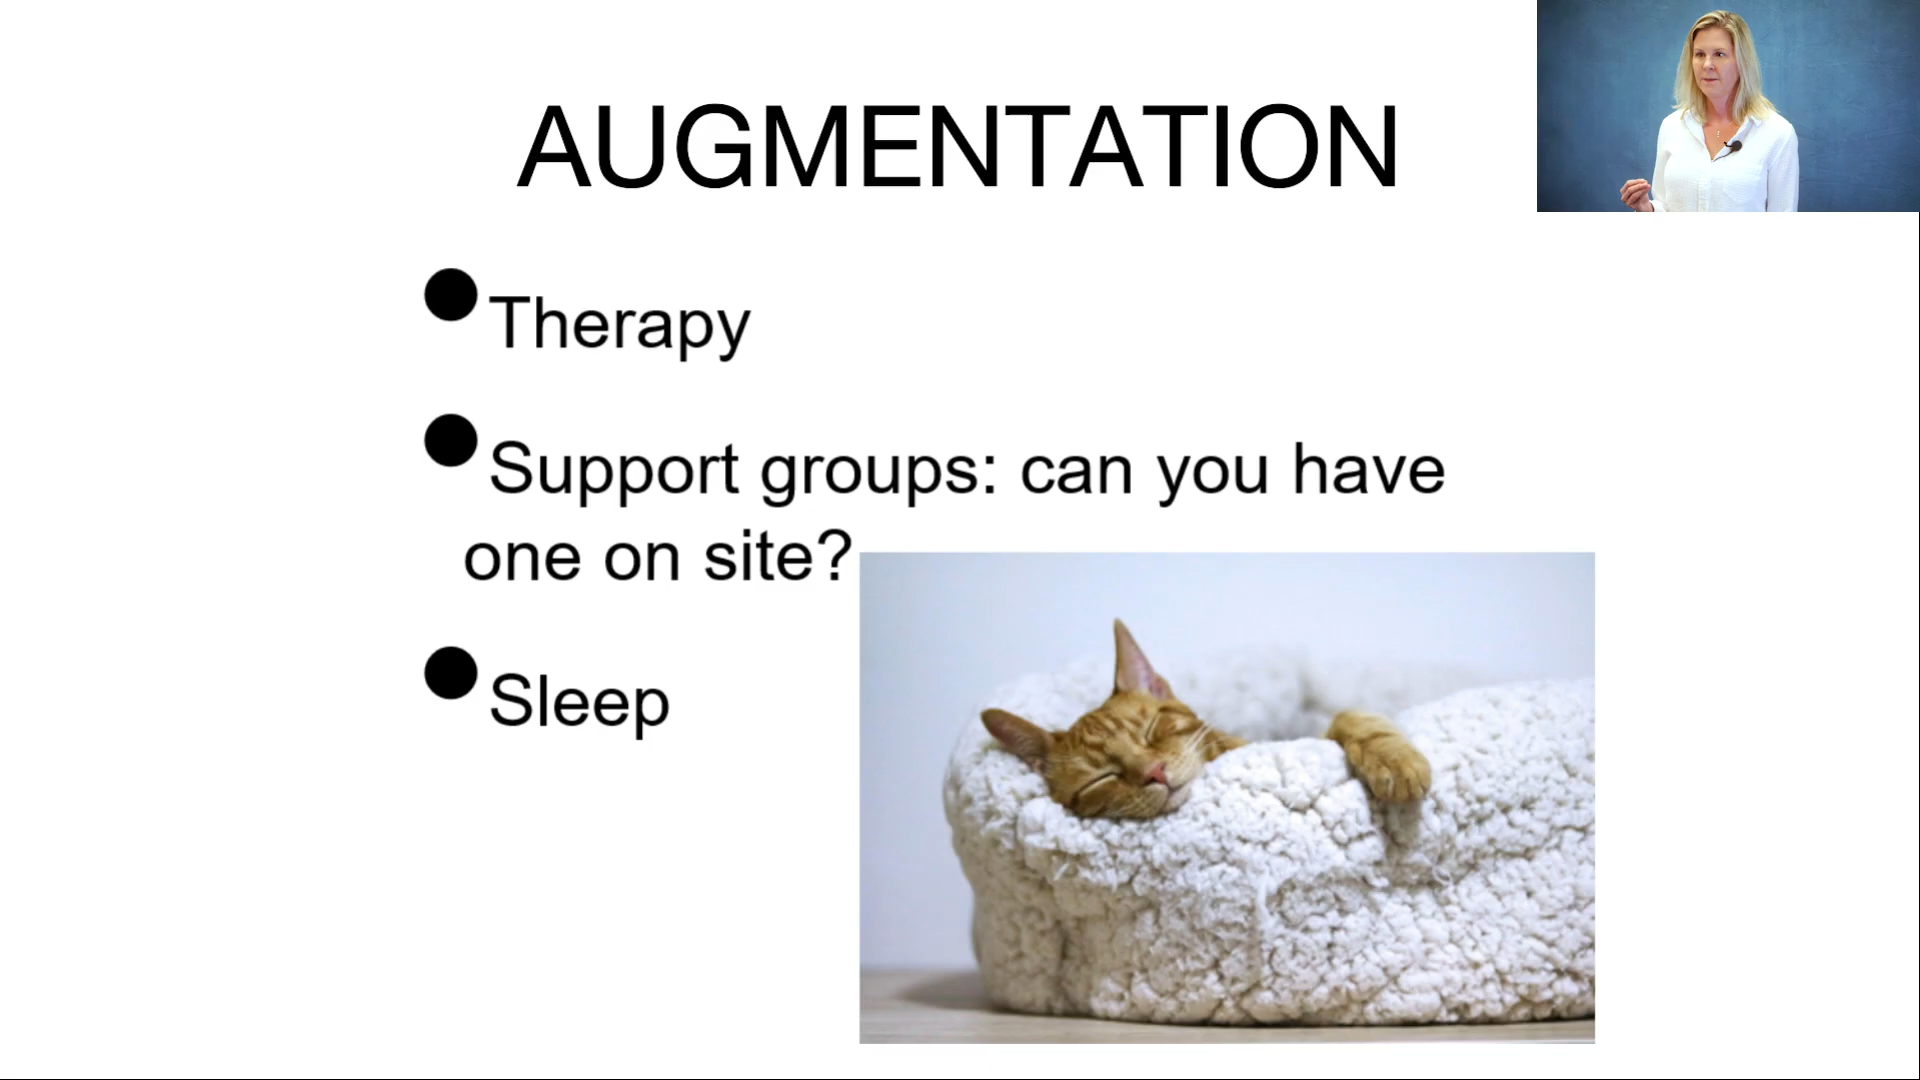 AUGMENTATION
Therapy
Support groups: can you have
one on site?
Sleep